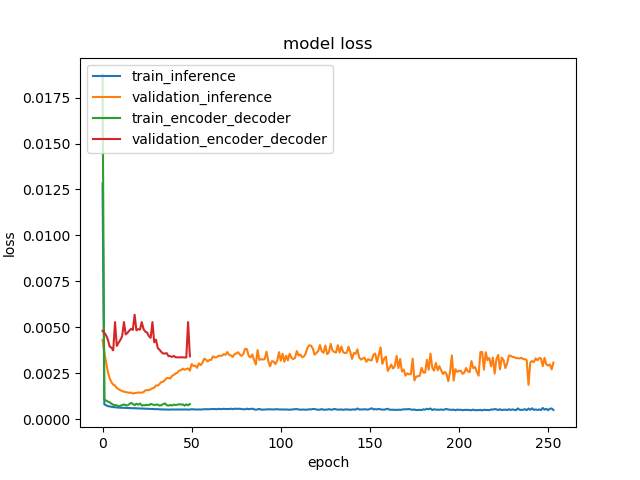 model loss
train_inference
validation_inference
train_encoder_decoder
validation_encoder_decoder
loss
0.0175
0.0150
0.0125
0.0100
0.0075
0.0050
0.0025
0.0000
0 50 100 150 200 250
epoch